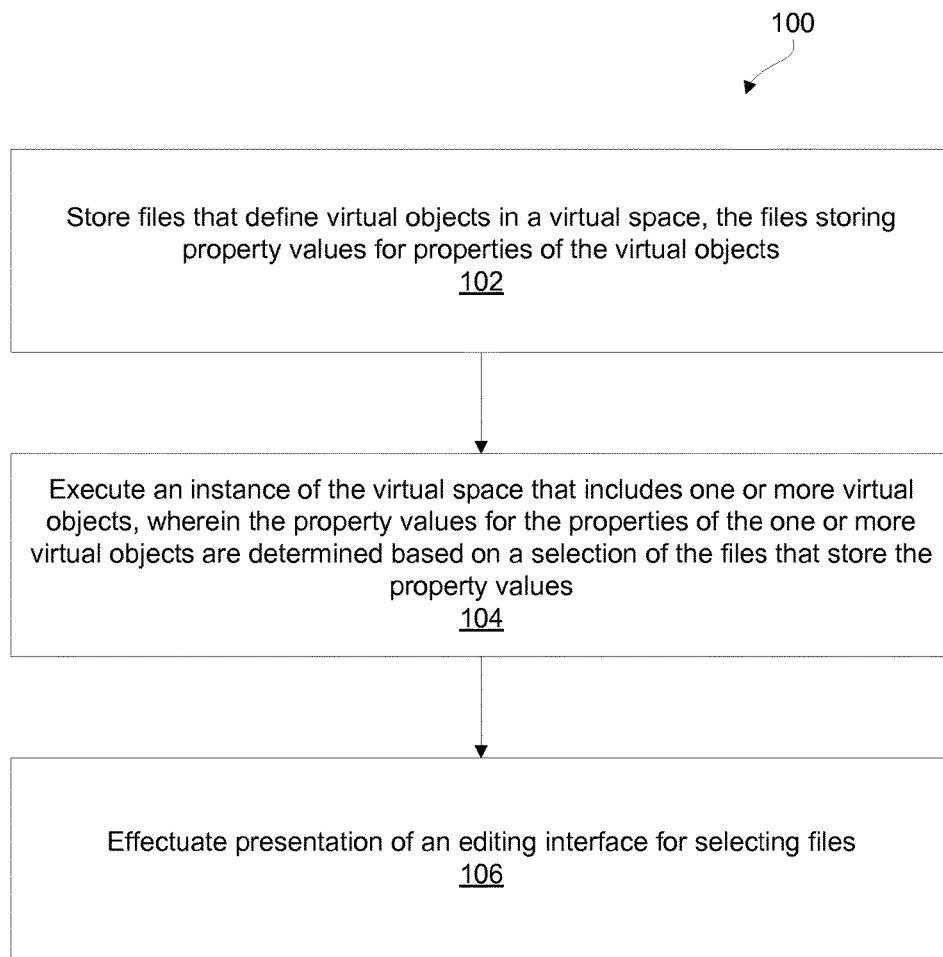 100
Store files that define virtual objects in a virtual space, the files storing
property values for properties of the virtual objects
102
Execute an instance of the virtual space that includes one or more virtual
objects, wherein the property values for the properties of the one or more
virtual objects are determined based on a selection of the files that store the
property values
104
Effectuate presentation of an editing interface for selecting files
106